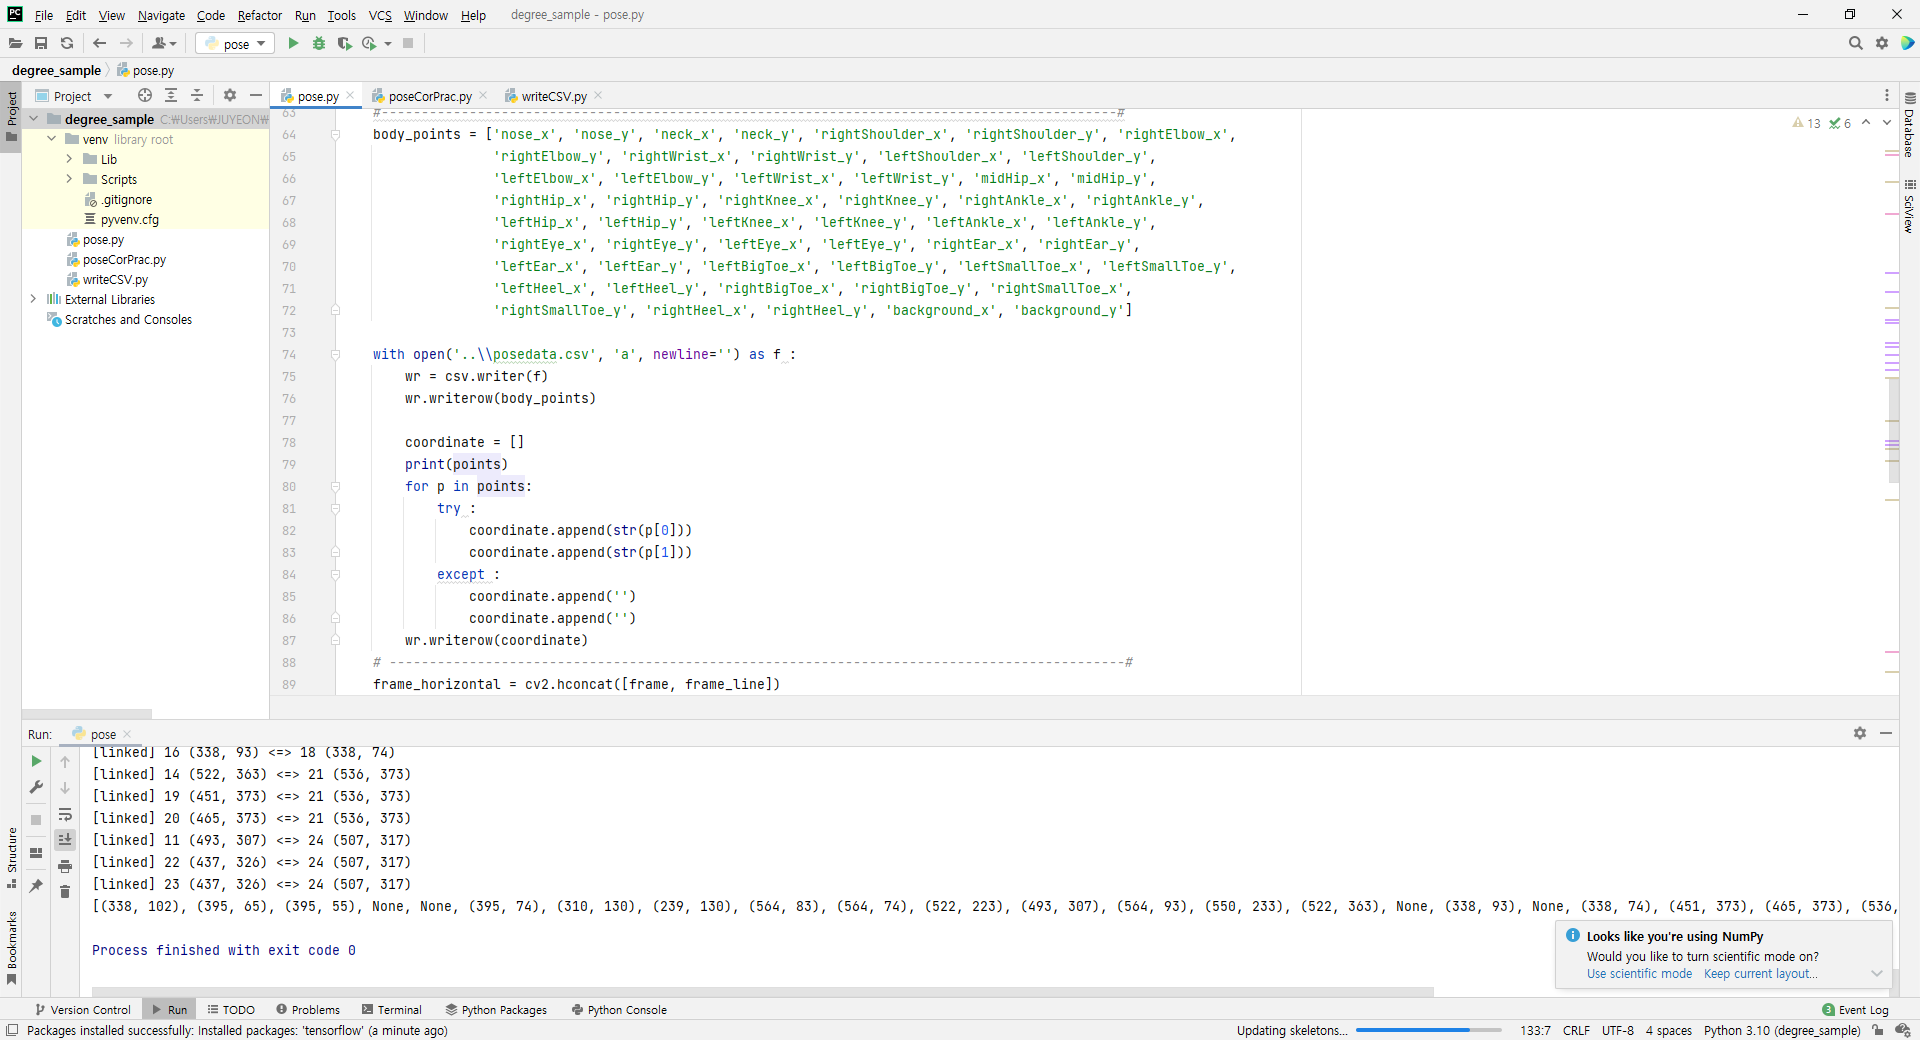 PC File Edit View Navigate Code Refactor Run Tools VCS Window Help degree_sample - pose.py
pose
degree_sample pose.py
Project
pose.py poseCorPrac.py writeCSV.py
Project
degree_sample C:₩Users₩JUYEON₩
venv library root
Lib
Scripts
.gitignore
pyvenv.cfg
pose.py
poseCorPrac.py
writeCSV.py
External Libraries
Scratches and Consoles
13 6
Database
SciView
63 #--------------------------------------------------------------------------------------------#
64 body_points = ['nose_x', 'nose_y', 'neck_x', 'neck_y', 'rightShoulder_x', 'rightShoulder_y', 'rightElbow_x',
65 'rightElbow_y', 'rightWrist_x', 'rightWrist_y', 'leftShoulder_x', 'leftShoulder_y',
66 'leftElbow_x', 'leftElbow_y', 'leftWrist_x', 'leftWrist_y', 'midHip_x', 'midHip_y',
67 'rightHip_x', 'rightHip_y', 'rightKnee_x', 'rightKnee_y', 'rightAnkle_x', 'rightAnkle_y',
68 'leftHip_x', 'leftHip_y', 'leftKnee_x', 'leftKnee_y', 'leftAnkle_x', 'leftAnkle_y',
69 'rightEye_x', 'rightEye_y', 'leftEye_x', 'leftEye_y', 'rightEar_x', 'rightEar_y',
70 'leftEar_x', 'leftEar_y', 'leftBigToe_x', 'leftBigToe_y', 'leftSmallToe_x', 'leftSmallToe_y',
71 'leftHeel_x', 'leftHeel_y', 'rightBigToe_x', 'rightBigToe_y', 'rightSmallToe_x',
72 'rightSmallToe_y', 'rightHeel_x', 'rightHeel_y', 'background_x', 'background_y']
73
74 with open('..\\posedata.csv', 'a', newline='') as f :
75 wr = csv.writer(f)
76 wr.writerow(body_points)
77
78 coordinate = []
79 print(points)
80 for p in points:
81 try :
82 coordinate.append(str(p[0]))
83 coordinate.append(str(p[1]))
84 except :
85 coordinate.append('')
86 coordinate.append('')
87 wr.writerow(coordinate)
88 # --------------------------------------------------------------------------------------------#
89 frame_horizontal = cv2.hconcat([frame, frame_line])
Run: pose
[linked] 16 (338, 93) <=> 18 (338, 74)
[linked] 14 (522, 363) <=> 21 (536, 373)
[linked] 19 (451, 373) <=> 21 (536, 373)
[linked] 20 (465, 373) <=> 21 (536, 373)
[linked] 11 (493, 307) <=> 24 (507, 317)
[linked] 22 (437, 326) <=> 24 (507, 317)
[linked] 23 (437, 326) <=> 24 (507, 317)
[(338, 102), (395, 65), (395, 55), None, None, (395, 74), (310, 130), (239, 130), (564, 83), (564, 74), (522, 223), (493, 307), (564, 93), (550, 233), (522, 363), None, (338, 93), None, (338, 74), (451, 373), (465, 373), (536,
Process finished with exit code 0
Structure
Bookmarks
Looks like you're using NumPy
Would you like to turn scientific mode on?
Use scientific mode Keep current layout...
Version Control Run TODO Problems Terminal Python Packages Python Console 3 Event Log
Packages installed successfully: Installed packages: 'tensorflow' (a minute ago) Updating skeletons... 133:7 CRLF UTF-8 4 spaces Python 3.10 (degree_sample)